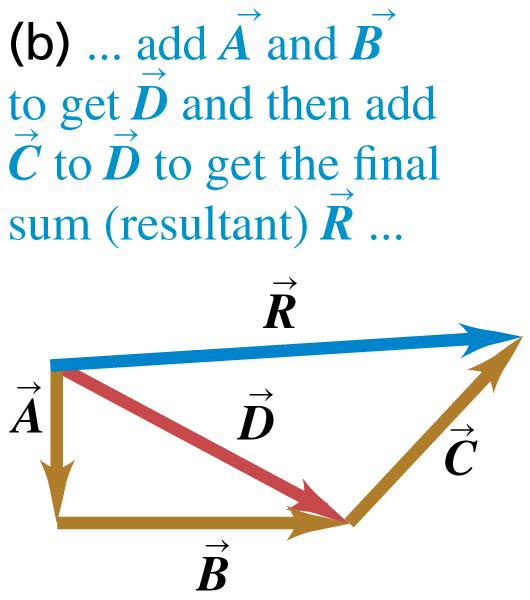 (b) ... add A⃗ and B⃗
to get D⃗ and then add
C⃗ to D⃗ to get the final
sum (resultant) R⃗ ...
R⃗
A⃗
D⃗
C⃗
B⃗